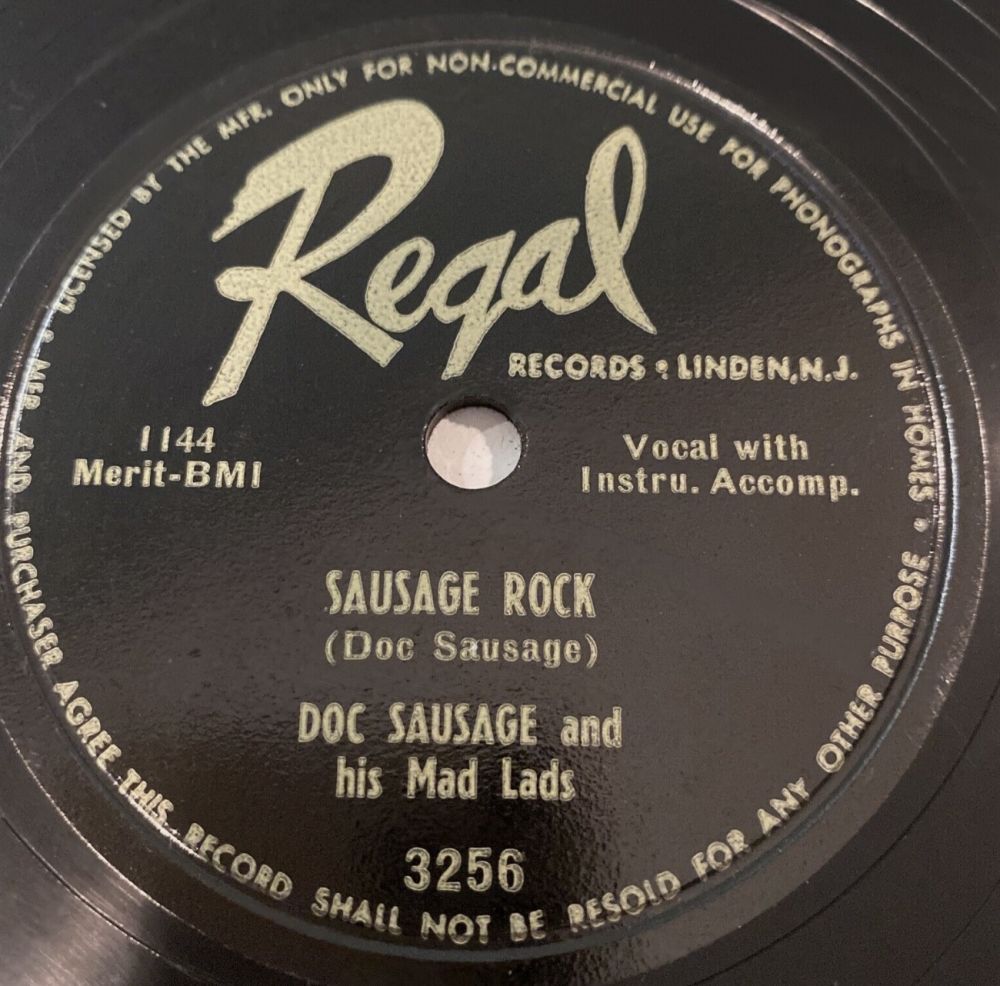 LICENSED BY THE MFR. ONLY FOR NON-COMMERCIAL USE FOR PHONOGRAPHS IN HOMES •
MFR AND PURCHASER AGREE THIS RECORD SHALL NOT BE RESOLD FOR ANY OTHER PURPOSE •
Regal
RECORDS • LINDEN, N.J.
1144
Merit-BMI
Vocal with
Instru. Accomp.
SAUSAGE ROCK
(Doc Sausage)
DOC SAUSAGE and
his Mad Lads
3256